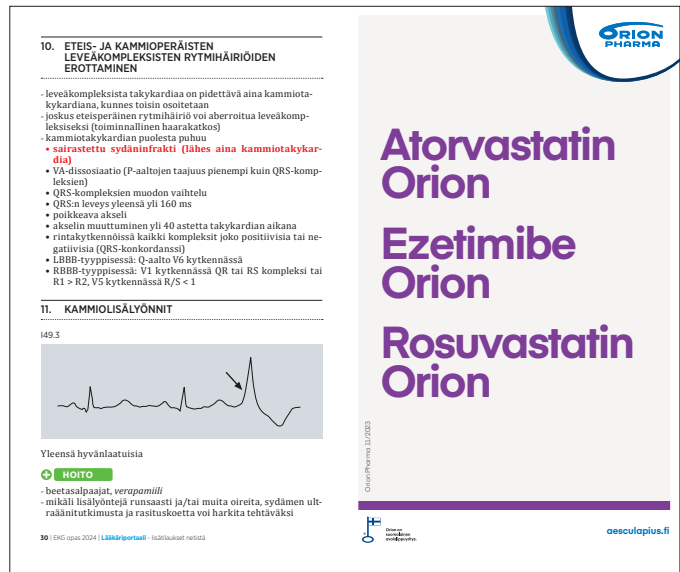 10. ETEIS- JA KAMMIOPERÄISTEN
LEVEÄKOMPLEKSISTEN RYTMIHÄIRIÖIDEN
EROTTAMINEN
- leveäkompleksista takykardiaa on pidettävä aina kammiota-
kykardiana, kunnes toisin osoitetaan
- joskus eteisperäinen rytmihäiriö voi aberroitua leveäkomp-
leksiseksi (toiminnallinen haarakatkos)
- kammiotakykardian puolesta puhuu
• sairastettu sydäninfrakti (lähes aina kammiotakykar-
dia)
• VA-dissosiaatio (P-aaltojen taajuus pienempi kuin QRS-komp-
leksien)
• QRS-kompleksien muodon vaihtelu
• QRS:n leveys yleensä yli 160 ms
• poikkeava akseli
• akselin muuttuminen yli 40 astetta takykardian aikana
• rintakytkennöissä kaikki kompleksit joko positiivisia tai ne-
gatiivisia (QRS-konkordanssi)
• LBBB-tyyppisessä: Q-aalto V6 kytkennässä
• RBBB-tyyppisessä: V1 kytkennässä QR tai RS kompleksi tai
R1 > R2, V5 kytkennässä R/S < 1
11. KAMMIOLISÄLYÖNNIT
I49.3
Yleensä hyvänlaatuisia
HOITO
- beetasalpaajat, verapamiili
- mikäli lisälyöntejä runsaasti ja/tai muita oireita, sydämen ult-
raäänitutkimusta ja rasituskoetta voi harkita tehtäväksi
30 | EKG opas 2024 | Lääkäriportaali - lisätilaukset netistä
ORION
PHARMA
Atorvastatin
Orion
Ezetimibe
Orion
Rosuvastatin
Orion
Orion Pharma 11/2023
Orion on
suomalainen
avainlippuyritys.
aesculapius.fi